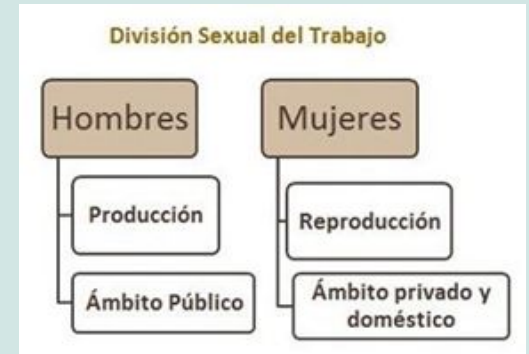 División Sexual del Trabajo
Hombres
Mujeres
Producción
Reproducción
Ámbito Público
Ámbito privado y
doméstico